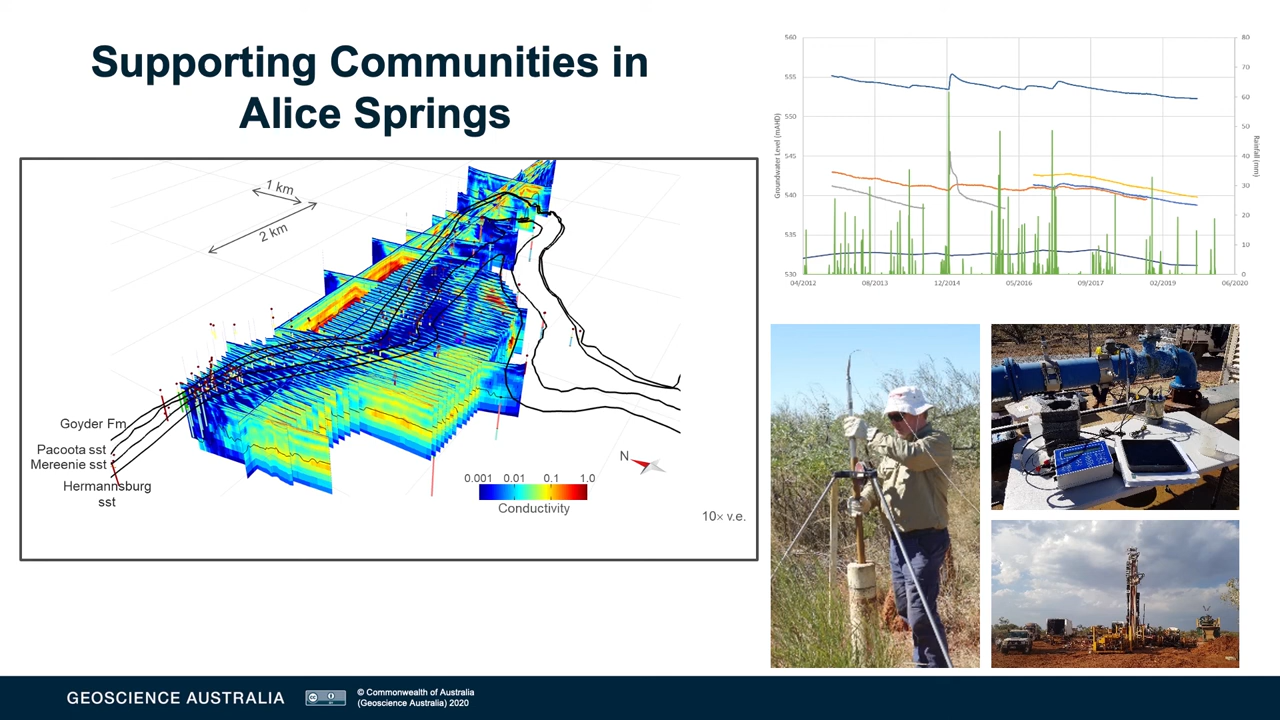 Supporting Communities in
Alice Springs
1 km
2 km
Goyder Fm
Pacoota sst
Mereenie sst
Hermannsburg
sst
N
0.001 0.01 0.1 1.0
Conductivity
10× v.e.
560
555
550
545
540
535
530
Groundwater Level (mAHD)
80
70
60
50
40
30
20
10
0
Rainfall (mm)
04/2012 08/2013 12/2014 05/2016 09/2017 02/2019 06/2020
GEOSCIENCE AUSTRALIA
© Commonwealth of Australia
(Geoscience Australia) 2020